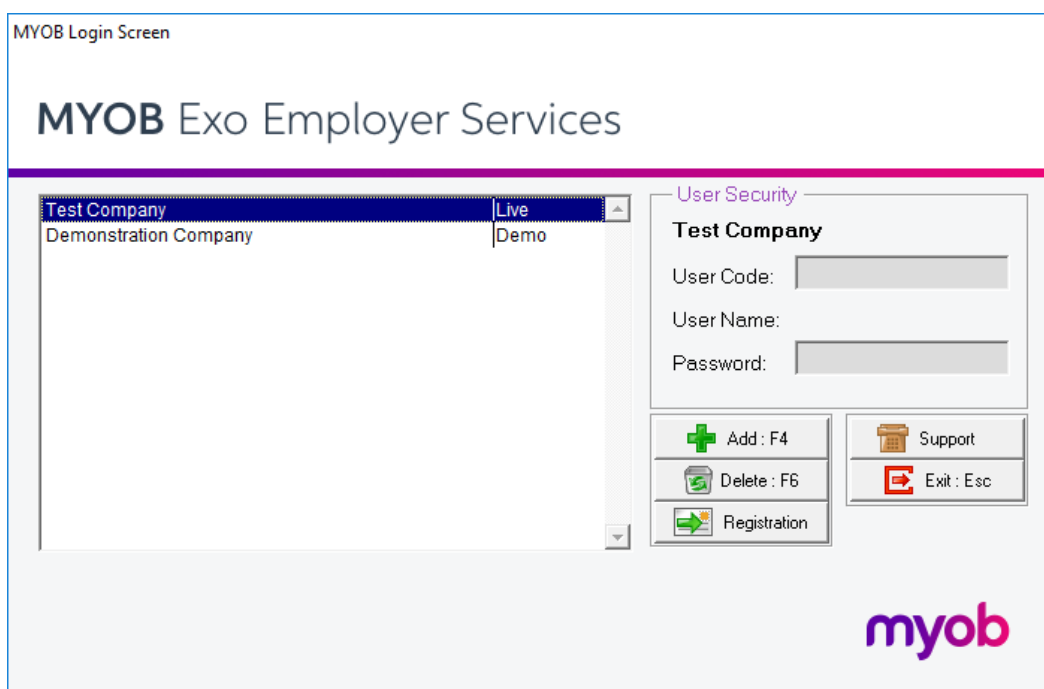 MYOB Login Screen
MYOB Exo Employer Services
Test Company Live
Demonstration Company Demo
User Security
Test Company
User Code:
User Name:
Password:
Add : F4
Support
Delete : F6
Exit : Esc
Registration
myob